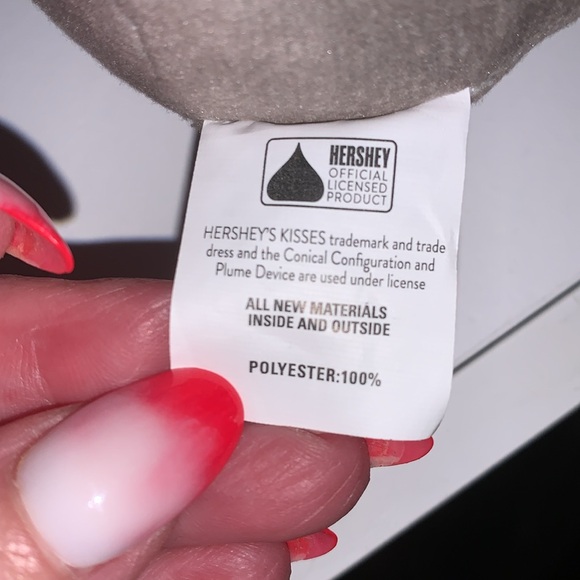 HERSHEY
OFFICIAL
LICENSED
PRODUCT
HERSHEY'S KISSES trademark and trade
dress and the Conical Configuration and
Plume Device are used under license
ALL NEW MATERIALS
INSIDE AND OUTSIDE
POLYESTER:100%